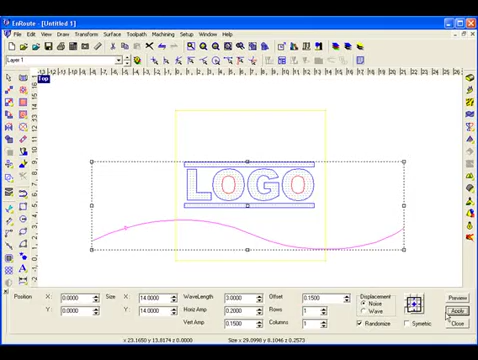 EnRoute - [Untitled 1]
File Edit View Draw Transform Surface Toolpath Machining Setup Window Help
Layer 1
Top
LOGO
Position Size WaveLength 3.0000 Offset 0.1500 Displacement Preview
X 0.0000 X 14.0000 Horiz Amp 0.2000 Rows 1 Noise Apply
Y 0.0000 Y 14.0000 Vert Amp 0.1500 Columns 1 Wave
Randomize Symetric Close